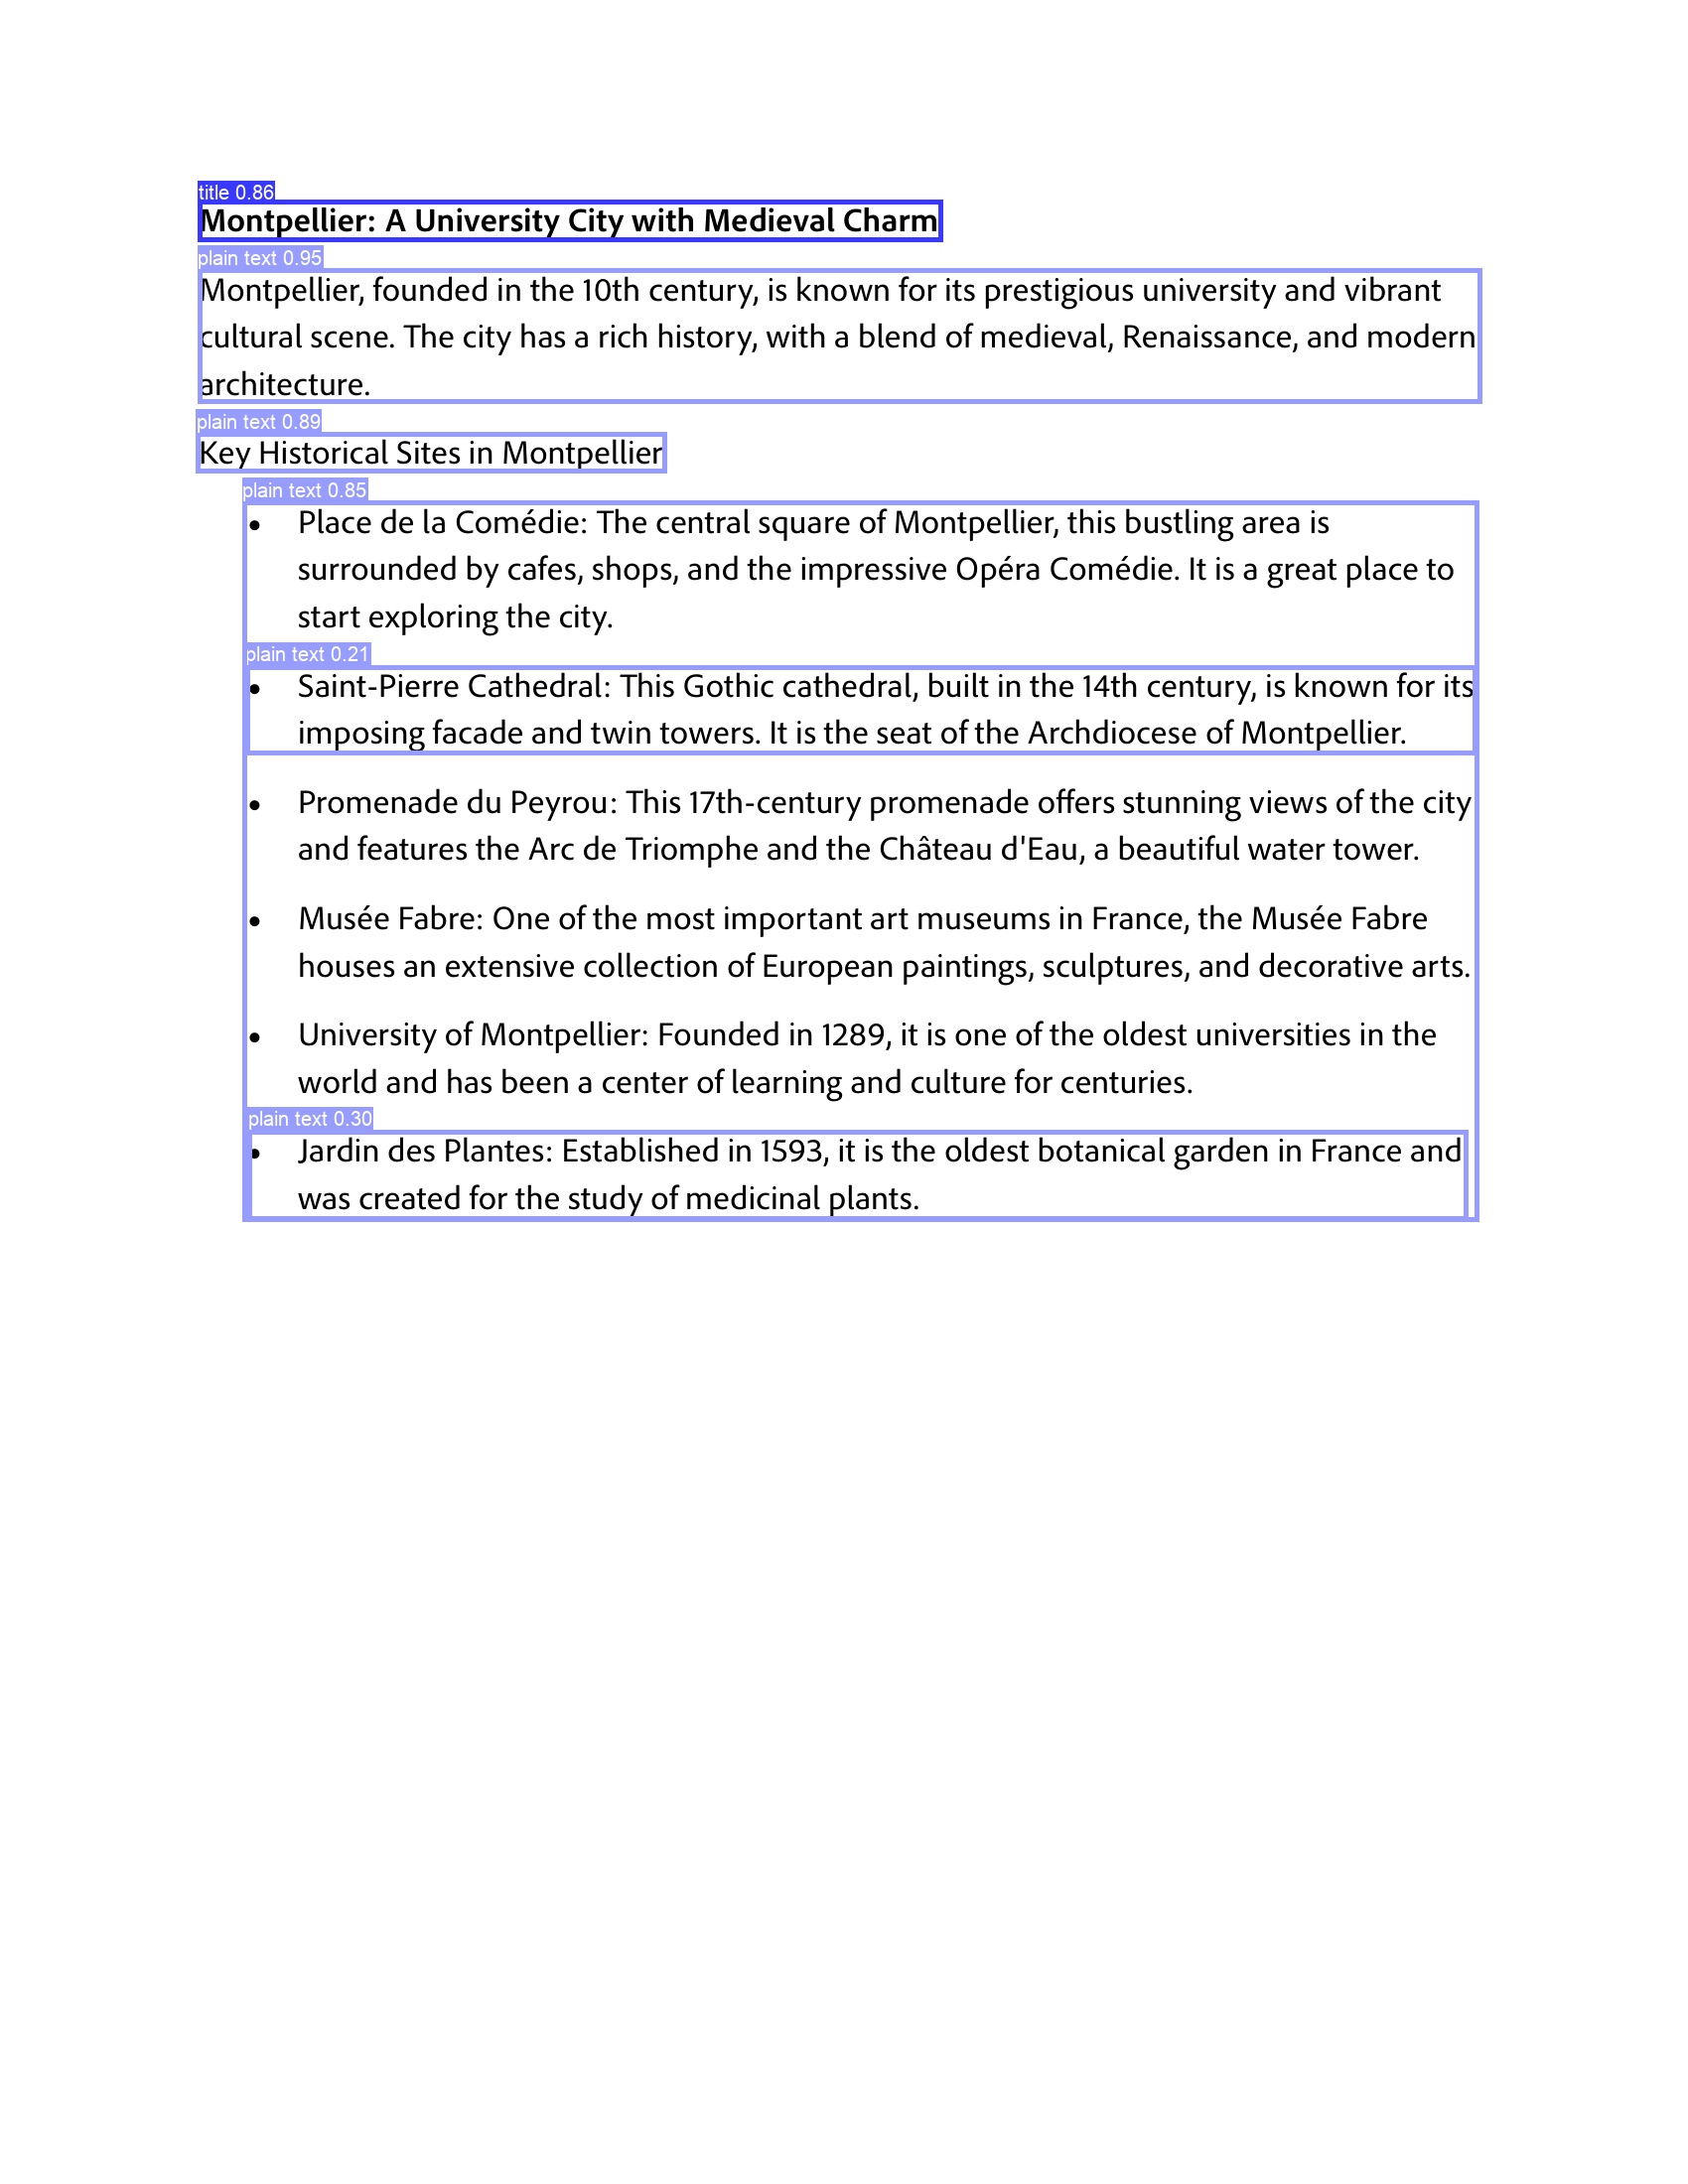 title 0.86
Montpellier: A University City with Medieval Charm
plain text 0.95
Montpellier, founded in the 10th century, is known for its prestigious university and vibrant
cultural scene. The city has a rich history, with a blend of medieval, Renaissance, and modern
architecture.
plain text 0.89
Key Historical Sites in Montpellier
plain text 0.85
• Place de la Comédie: The central square of Montpellier, this bustling area is
surrounded by cafes, shops, and the impressive Opéra Comédie. It is a great place to
start exploring the city.
plain text 0.21
• Saint-Pierre Cathedral: This Gothic cathedral, built in the 14th century, is known for its
imposing facade and twin towers. It is the seat of the Archdiocese of Montpellier.
• Promenade du Peyrou: This 17th-century promenade offers stunning views of the city
and features the Arc de Triomphe and the Château d'Eau, a beautiful water tower.
• Musée Fabre: One of the most important art museums in France, the Musée Fabre
houses an extensive collection of European paintings, sculptures, and decorative arts.
• University of Montpellier: Founded in 1289, it is one of the oldest universities in the
world and has been a center of learning and culture for centuries.
plain text 0.30
• Jardin des Plantes: Established in 1593, it is the oldest botanical garden in France and
was created for the study of medicinal plants.